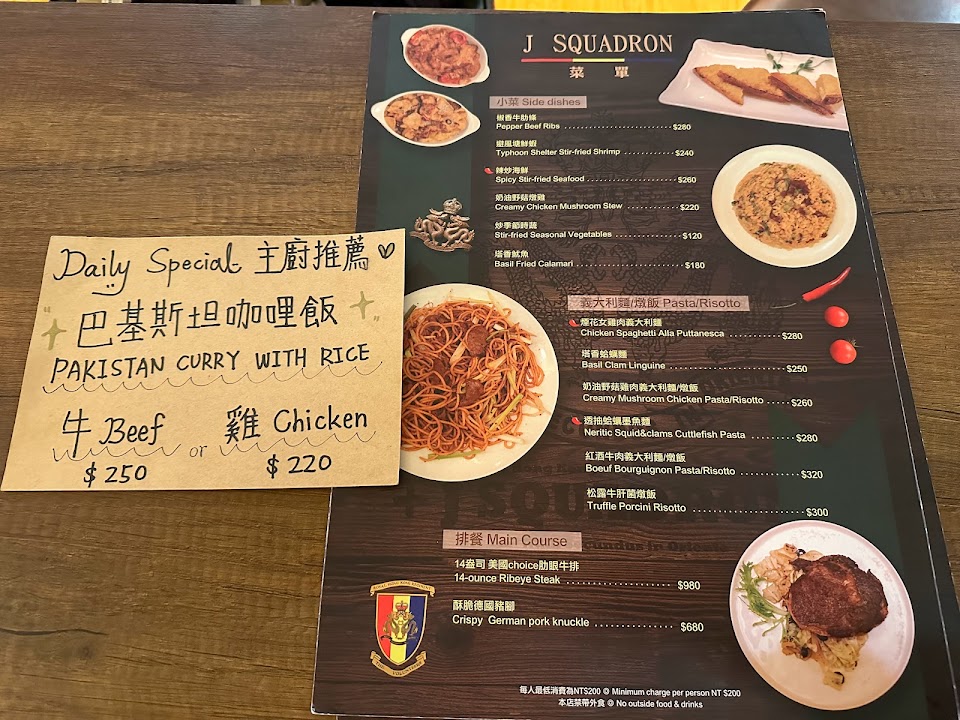 Daily Special 主廚推薦
巴基斯坦咖哩飯
PAKISTAN CURRY WITH RICE
牛 Beef or 雞 Chicken
$250 $220
J SQUADRON
菜單
小菜 Side dishes
椒香牛肋條
Pepper Beef Ribs $280
避風塘鮮蝦
Typhoon Shelter Stir-fried Shrimp $240
辣炒海鮮
Spicy Stir-fried Seafood $260
奶油野菇燉雞
Creamy Chicken Mushroom Stew $220
炒季節時蔬
Stir-fried Seasonal Vegetables $120
塔香魷魚
Basil Fried Calamari $180
義大利麵/燉飯 Pasta/Risotto
煙花女雞肉義大利麵
Chicken Spaghetti Alla Puttanesca $280
塔香蛤蠣麵
Basil Clam Linguine $250
奶油野菇雞肉義大利麵/燉飯
Creamy Mushroom Chicken Pasta/Risotto $260
透抽蛤蠣墨魚麵
Neritic Squid&clams Cuttlefish Pasta $280
紅酒牛肉義大利麵/燉飯
Boeuf Bourguignon Pasta/Risotto $320
松露牛肝菌燉飯
Truffle Porcini Risotto $300
排餐 Main Course
14盎司 美國choice肋眼牛排
14-ounce Ribeye Steak $980
酥脆德國豬腳
Crispy German pork knuckle $680
每人最低消費為NT$200 ◎ Minimum charge per person NT $200
本店禁帶外食 ◎ No outside food & drinks